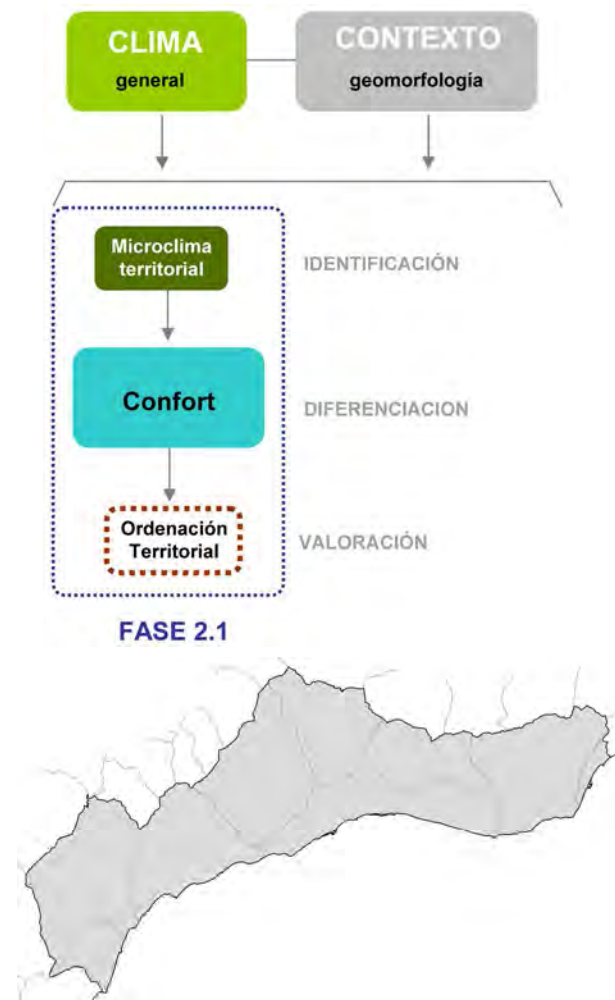 CLIMA
general
CONTEXTO
geomorfología
Microclima
territorial
IDENTIFICACIÓN
Confort
DIFERENCIACION
Ordenación
Territorial
VALORACIÓN
FASE 2.1